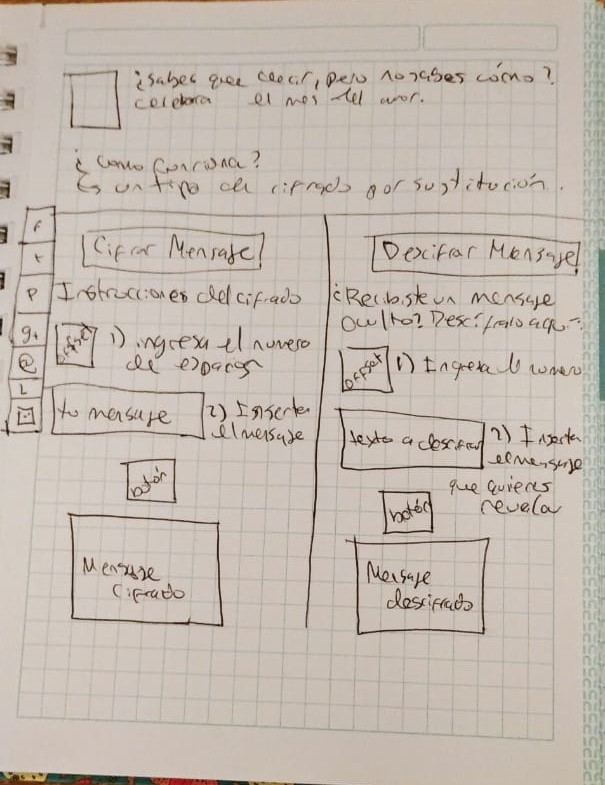 ¿sabes que decir, pero no sabes cómo?
celebra el mes del amor.
¿como funciona?
Es un tipo de cifrado por sustitución.
f
t
P
g+
@
L
Cifrar Mensaje
Instrucciones del cifrado
offset
1) ingresa el numero
de espacios
tu mensaje
2) Inserta
el mensaje
botón
Mensaje
Cifrado
Descifrar Mensaje
¿Recibiste un mensaje
Oculto? Descífralo aquí.
offset
1) Ingresa el numero
texto a descifrar
2) Inserta
el mensaje
que quieres
revelar
botón
Mensaje
descifrado